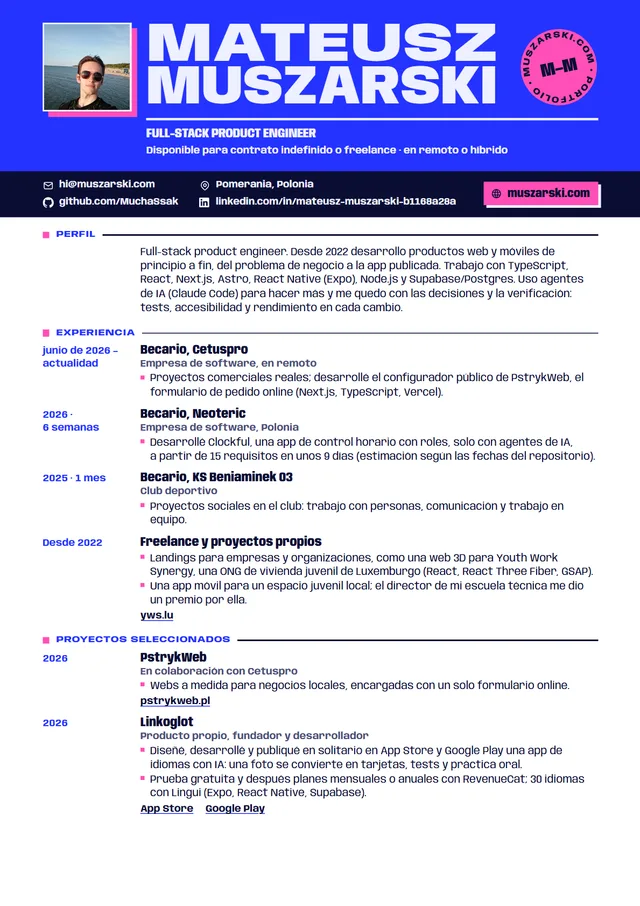 MATEUSZ
MUSZARSKI
MUSZARSKI.COM · PORTFOLIO ·
M—M
FULL-STACK PRODUCT ENGINEER
Disponible para contrato indefinido o freelance · en remoto o híbrido
hi@muszarski.com
Pomerania, Polonia
github.com/MuchaSsak
linkedin.com/in/mateusz-muszarski-b1168a28a
muszarski.com
PERFIL
Full-stack product engineer. Desde 2022 desarrollo productos web y móviles de
principio a fin, del problema de negocio a la app publicada. Trabajo con TypeScript,
React, Next.js, Astro, React Native (Expo), Node.js y Supabase/Postgres. Uso agentes
de IA (Claude Code) para hacer más y me quedo con las decisiones y la verificación:
tests, accesibilidad y rendimiento en cada cambio.
EXPERIENCIA
junio de 2026 –
actualidad
Becario, Cetuspro
Empresa de software, en remoto
Proyectos comerciales reales; desarrollé el configurador público de PstrykWeb, el
formulario de pedido online (Next.js, TypeScript, Vercel).
2026 ·
6 semanas
Becario, Neoteric
Empresa de software, Polonia
Desarrollé Clockful, una app de control horario con roles, solo con agentes de IA,
a partir de 15 requisitos en unos 9 días (estimación según las fechas del repositorio).
2025 · 1 mes
Becario, KS Beniaminek 03
Club deportivo
Proyectos sociales en el club: trabajo con personas, comunicación y trabajo en
equipo.
Desde 2022
Freelance y proyectos propios
Landings para empresas y organizaciones, como una web 3D para Youth Work
Synergy, una ONG de vivienda juvenil de Luxemburgo (React, React Three Fiber, GSAP).
Una app móvil para un espacio juvenil local; el director de mi escuela técnica me dio
un premio por ella.
yws.lu
PROYECTOS SELECCIONADOS
2026
PstrykWeb
En colaboración con Cetuspro
Webs a medida para negocios locales, encargadas con un solo formulario online.
pstrykweb.pl
2026
Linkoglot
Producto propio, fundador y desarrollador
Diseñé, desarrollé y publiqué en solitario en App Store y Google Play una app de
idiomas con IA: una foto se convierte en tarjetas, tests y práctica oral.
Prueba gratuita y después planes mensuales o anuales con RevenueCat; 30 idiomas
con Lingui (Expo, React Native, Supabase).
App Store Google Play